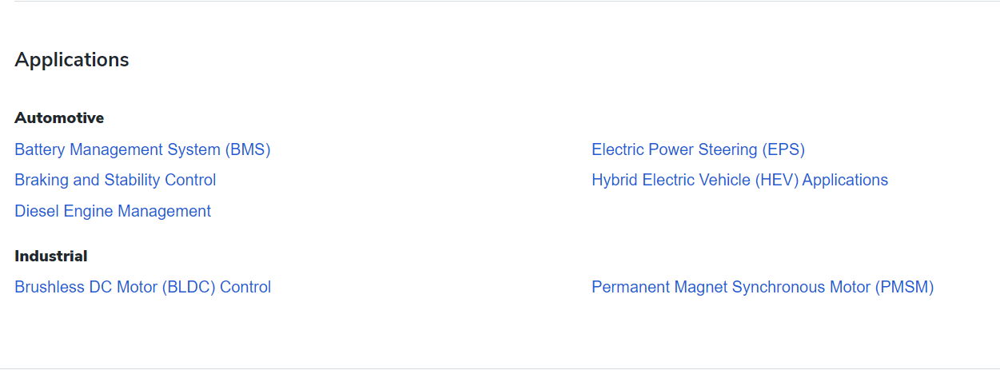 Applications
Automotive
Battery Management System (BMS)
Electric Power Steering (EPS)
Braking and Stability Control
Hybrid Electric Vehicle (HEV) Applications
Diesel Engine Management
Industrial
Brushless DC Motor (BLDC) Control
Permanent Magnet Synchronous Motor (PMSM)